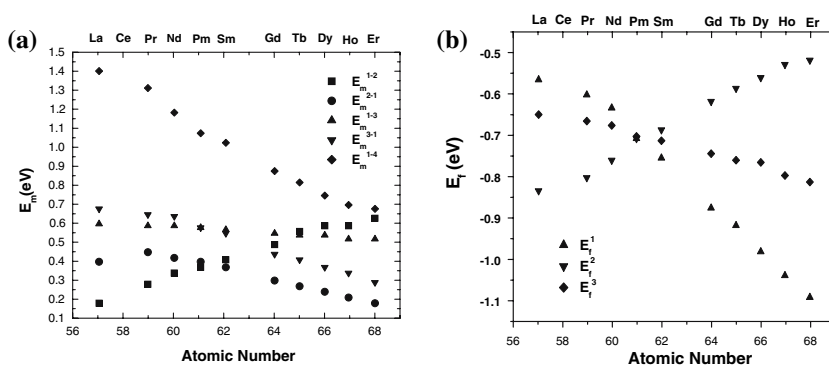 (a)
La Ce Pr Nd Pm Sm Gd Tb Dy Ho Er
1.5
1.4
1.3
1.2
1.1
1.0
0.9
0.8
0.7
0.6
0.5
0.4
0.3
0.2
0.1
E_m(eV)
E_m^1-2
E_m^2-1
E_m^1-3
E_m^3-1
E_m^1-4
56 58 60 62 64 66 68
Atomic Number
(b)
La Ce Pr Nd Pm Sm Gd Tb Dy Ho Er
-0.5
-0.6
-0.7
-0.8
-0.9
-1.0
-1.1
E_f(eV)
E_f^1
E_f^2
E_f^3
56 58 60 62 64 66 68
Atomic Number